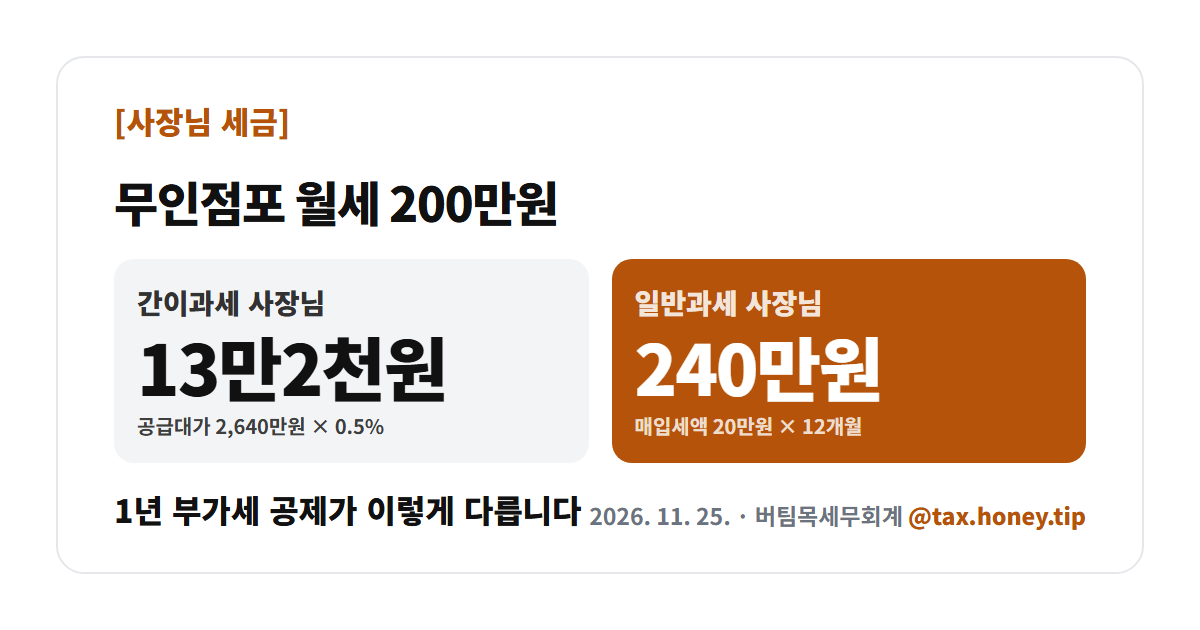 [사장님 세금]
무인점포 월세 200만원
간이과세 사장님
13만2천원
공급대가 2,640만원 × 0.5%
일반과세 사장님
240만원
매입세액 20만원 × 12개월
1년 부가세 공제가 이렇게 다릅니다 2026. 11. 25. · 버팀목세무회계 @tax.honey.tip